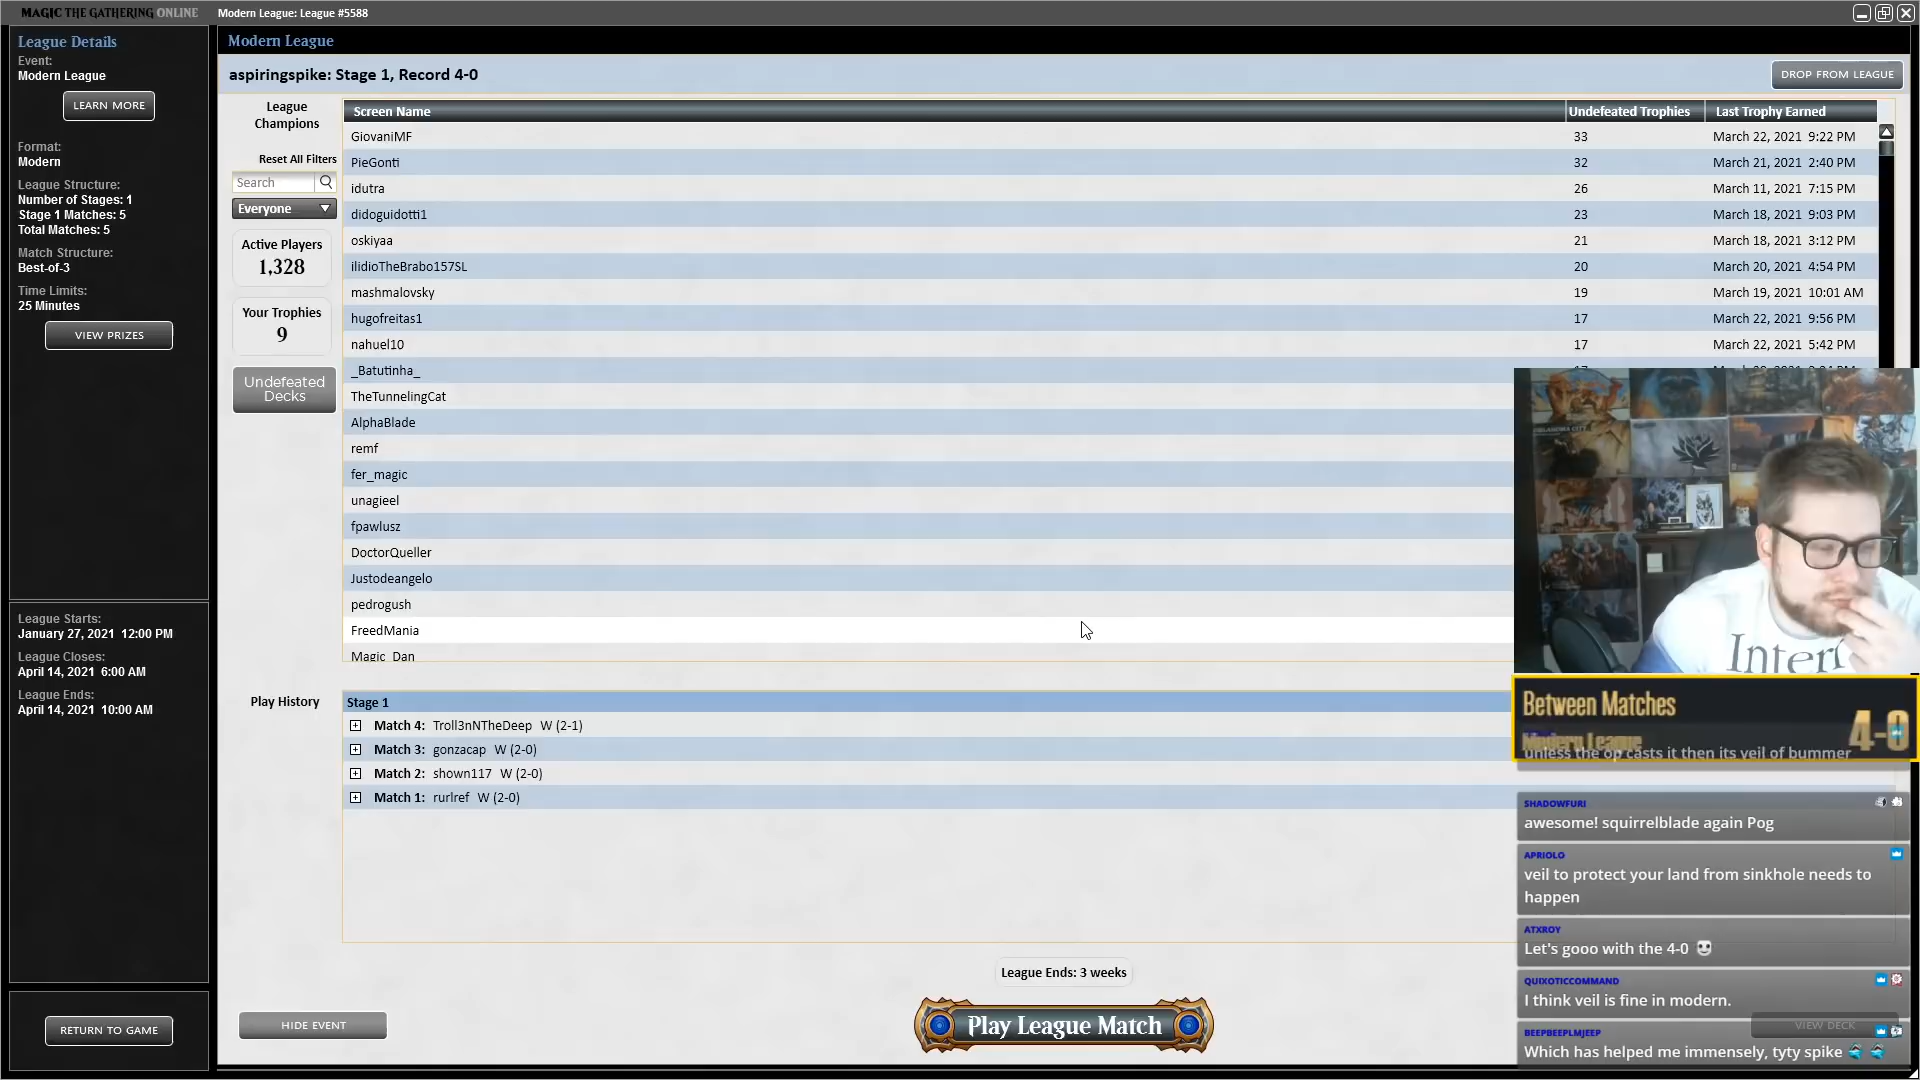 MAGIC THE GATHERING ONLINE
Modern League: League #5588
League Details
Event:
Modern League
LEARN MORE
Format:
Modern
League Structure:
Number of Stages: 1
Stage 1 Matches: 5
Total Matches: 5
Match Structure:
Best-of-3
Time Limits:
25 Minutes
VIEW PRIZES
League Starts:
January 27, 2021 12:00 PM
League Closes:
April 14, 2021 6:00 AM
League Ends:
April 14, 2021 10:00 AM
RETURN TO GAME
Modern League
aspiringspike: Stage 1, Record 4-0
DROP FROM LEAGUE
League
Champions
Reset All Filters
Search
Everyone
Active Players
1,328
Your Trophies
9
Undefeated
Decks
Screen Name Undefeated Trophies Last Trophy Earned
GiovaniMF 33 March 22, 2021 9:22 PM
PieGonti 32 March 21, 2021 2:40 PM
idutra 26 March 11, 2021 7:15 PM
didoguidotti1 23 March 18, 2021 9:03 PM
oskiyaa 21 March 18, 2021 3:12 PM
ilidioTheBrabo157SL 20 March 20, 2021 4:54 PM
mashmalovsky 19 March 19, 2021 10:01 AM
hugofreitas1 17 March 22, 2021 9:56 PM
nahuel10 17 March 22, 2021 5:42 PM
_Batutinha_
TheTunnelingCat
AlphaBlade
remf
fer_magic
unagieel
fpawlusz
DoctorQueller
Justodeangelo
pedrogush
FreedMania
Magic_Dan
Play History
Stage 1
Match 4: Troll3nNTheDeep W (2-1)
Match 3: gonzacap W (2-0)
Match 2: shown117 W (2-0)
Match 1: rurlref W (2-0)
League Ends: 3 weeks
HIDE EVENT
Play League Match
Inter
Between Matches
Modern League
4-0
unless the op casts it then its veil of bummer
SHADOWFURI
awesome! squirrelblade again Pog
APRIOLO
veil to protect your land from sinkhole needs to
happen
ATXROY
Let's gooo with the 4-0
QUIXOTICCOMMAND
I think veil is fine in modern.
VIEW DECK
BEEPBEEPLMJEEP
Which has helped me immensely, tyty spike